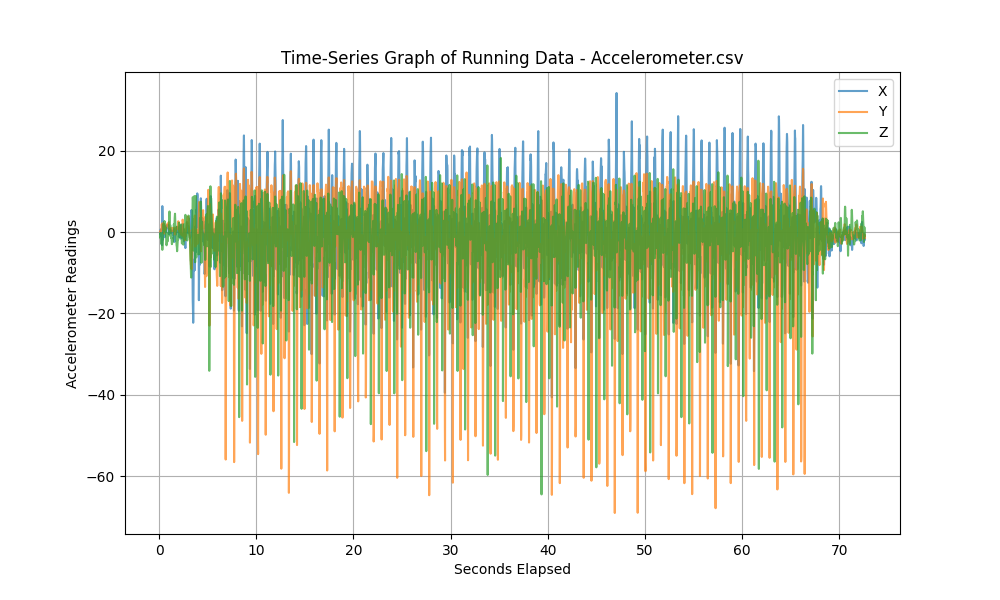 Time-Series Graph of Running Data - Accelerometer.csv
X
Y
Z
Accelerometer Readings
20
0
−20
−40
−60
0 10 20 30 40 50 60 70
Seconds Elapsed